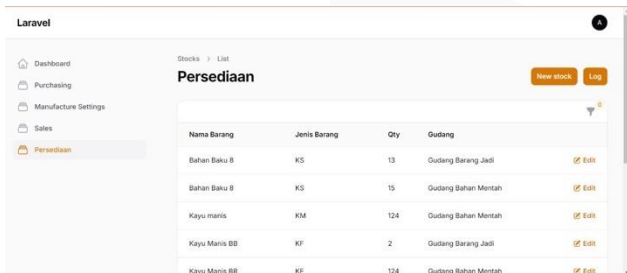 Laravel
A
Dashboard
Purchasing
Manufacture Settings
Sales
Persediaan
Stocks > List
Persediaan
New stock Log
0
Nama Barang Jenis Barang Qty Gudang
Bahan Baku 8 KS 13 Gudang Barang Jadi Edit
Bahan Baku 8 KS 15 Gudang Bahan Mentah Edit
Kayu manis KM 124 Gudang Bahan Mentah Edit
Kayu Manis BB KF 2 Gudang Barang Jadi Edit
Kayu Manis BB KF 124 Gudang Bahan Mentah Edit